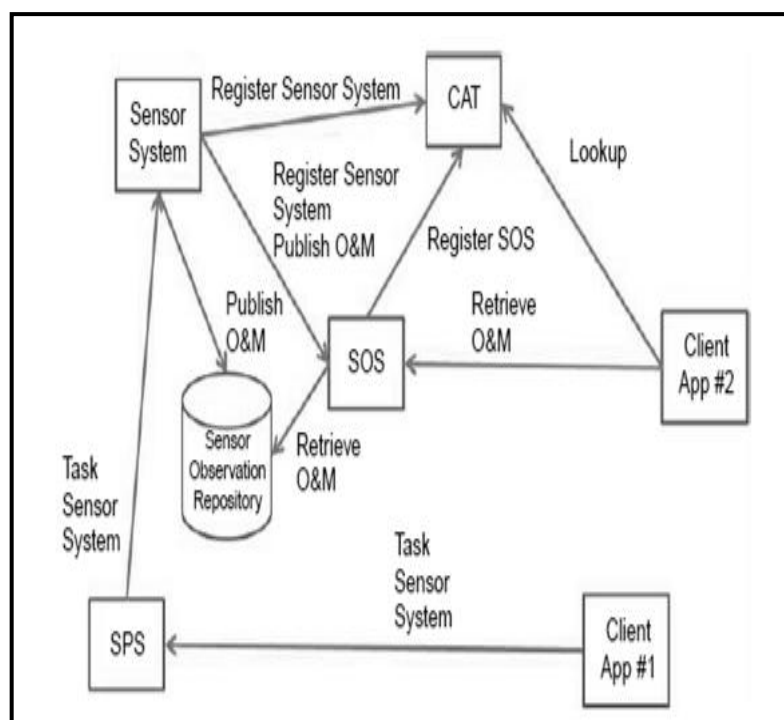 Register Sensor System
CAT
Sensor
System
Lookup
Register Sensor
System
Publish O&M
Register SOS
Publish
O&M
Retrieve
O&M
SOS
Client
App #2
Sensor
Observation
Repository
Retrieve
O&M
Task
Sensor
System
Task
Sensor
System
SPS
Client
App #1